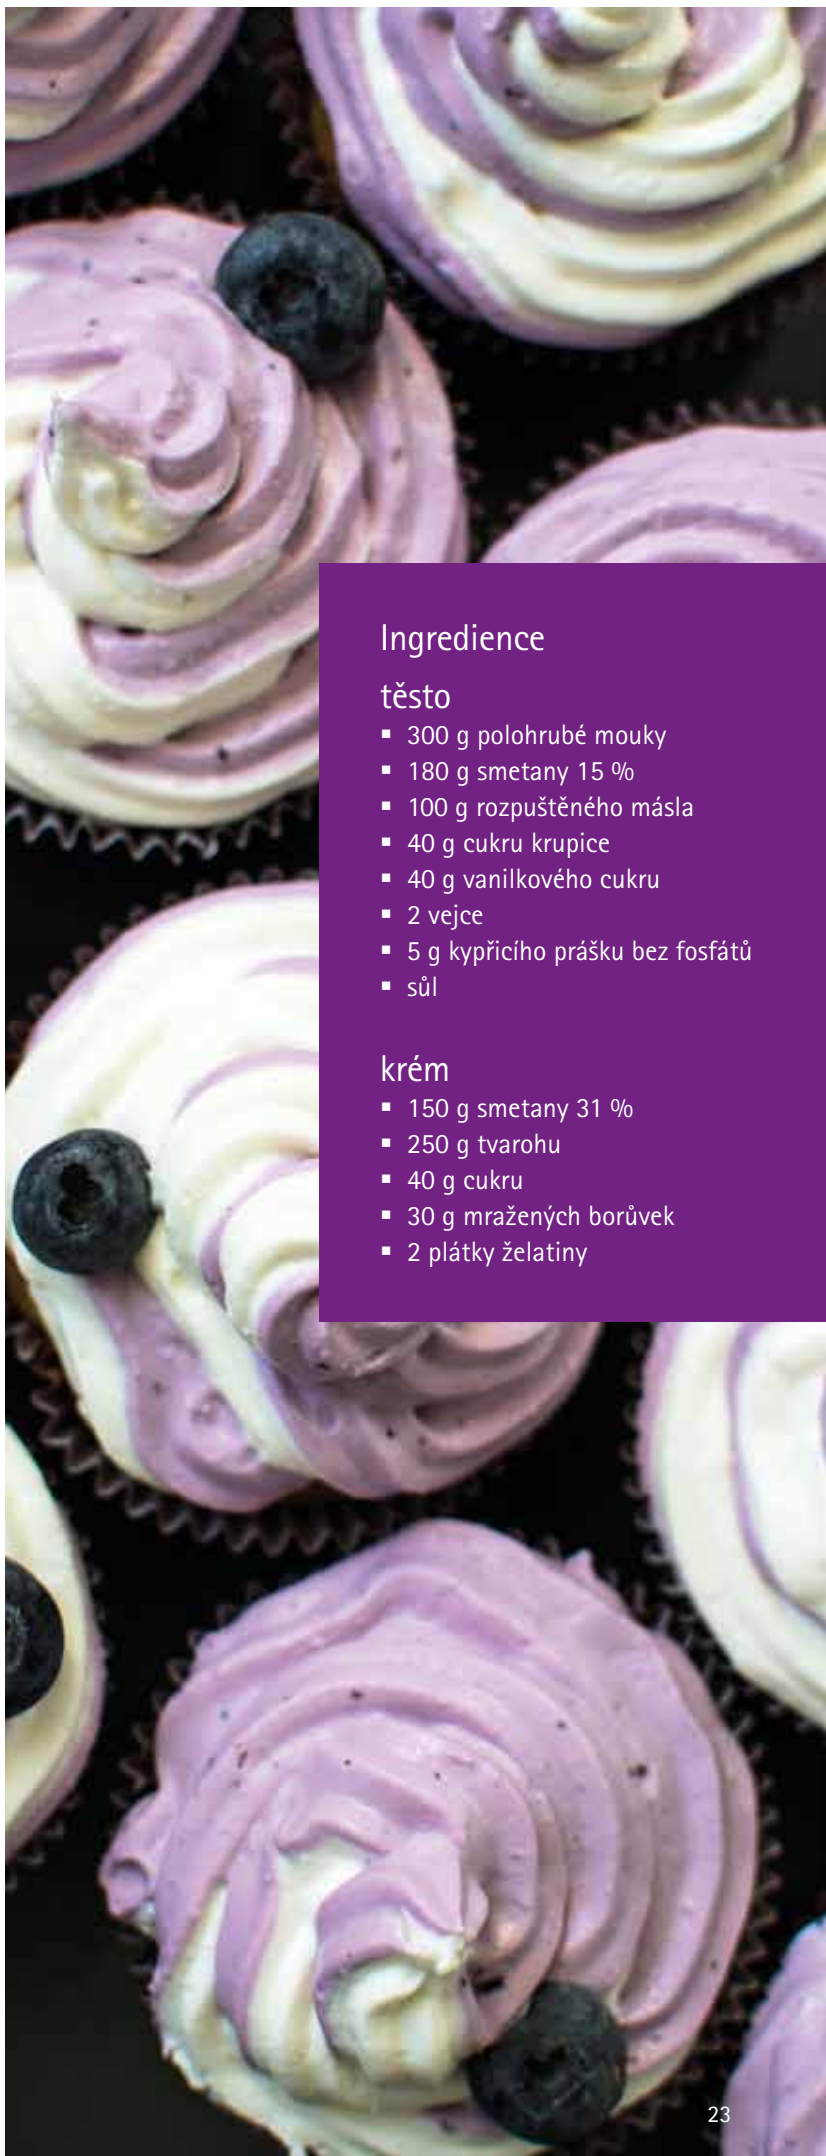 Ingredience
těsto
▪ 300 g polohrubé mouky
▪ 180 g smetany 15 %
▪ 100 g rozpuštěného másla
▪ 40 g cukru krupice
▪ 40 g vanilkového cukru
▪ 2 vejce
▪ 5 g kypřicího prášku bez fosfátů
▪ sůl
krém
▪ 150 g smetany 31 %
▪ 250 g tvarohu
▪ 40 g cukru
▪ 30 g mražených borůvek
▪ 2 plátky želatiny
23